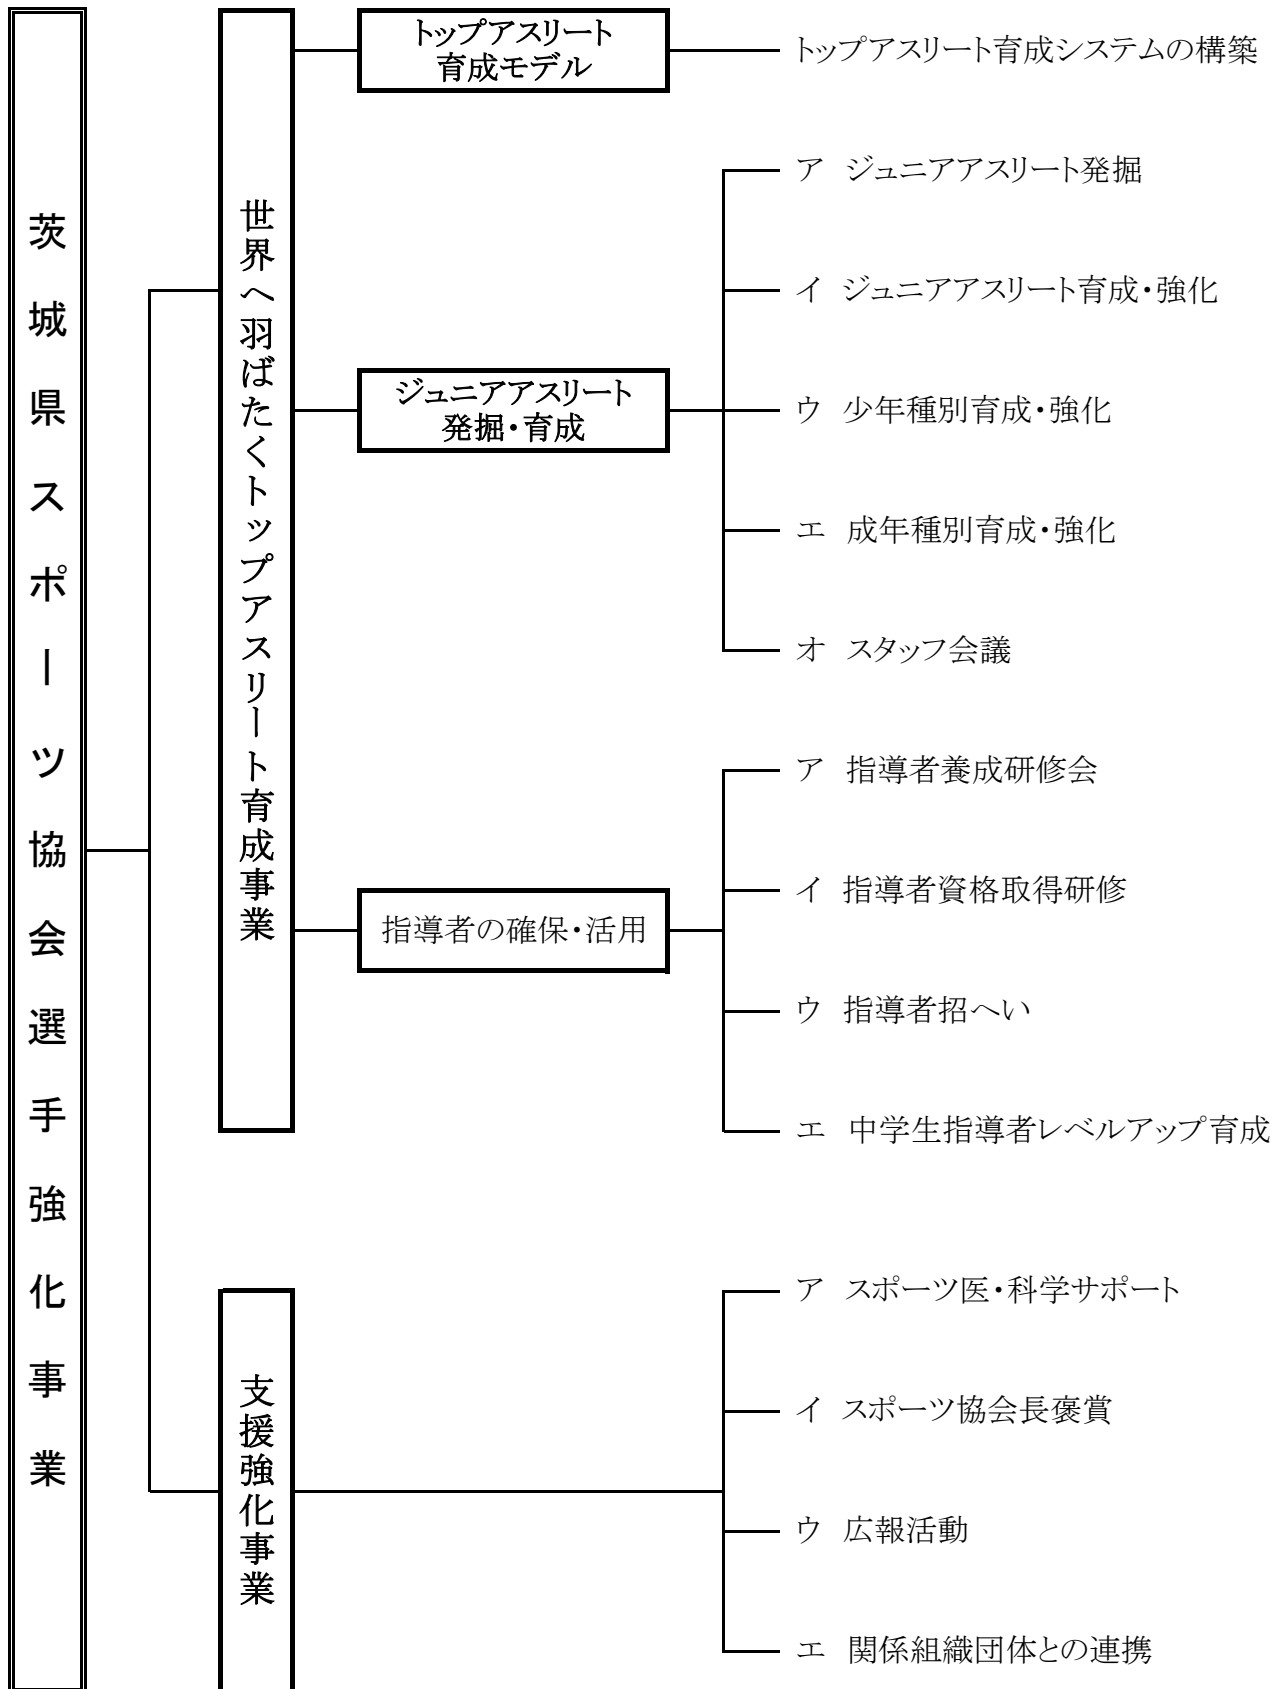 茨城県スポーツ協会選手強化事業
世界へ羽ばたくトップアスリート育成事業
トップアスリート
育成モデル
トップアスリート育成システムの構築
ジュニアアスリート
発掘・育成
ア ジュニアアスリート発掘
イ ジュニアアスリート育成・強化
ウ 少年種別育成・強化
エ 成年種別育成・強化
オ スタッフ会議
指導者の確保・活用
ア 指導者養成研修会
イ 指導者資格取得研修
ウ 指導者招へい
エ 中学生指導者レベルアップ育成
支援強化事業
ア スポーツ医・科学サポート
イ スポーツ協会長褒賞
ウ 広報活動
エ 関係組織団体との連携